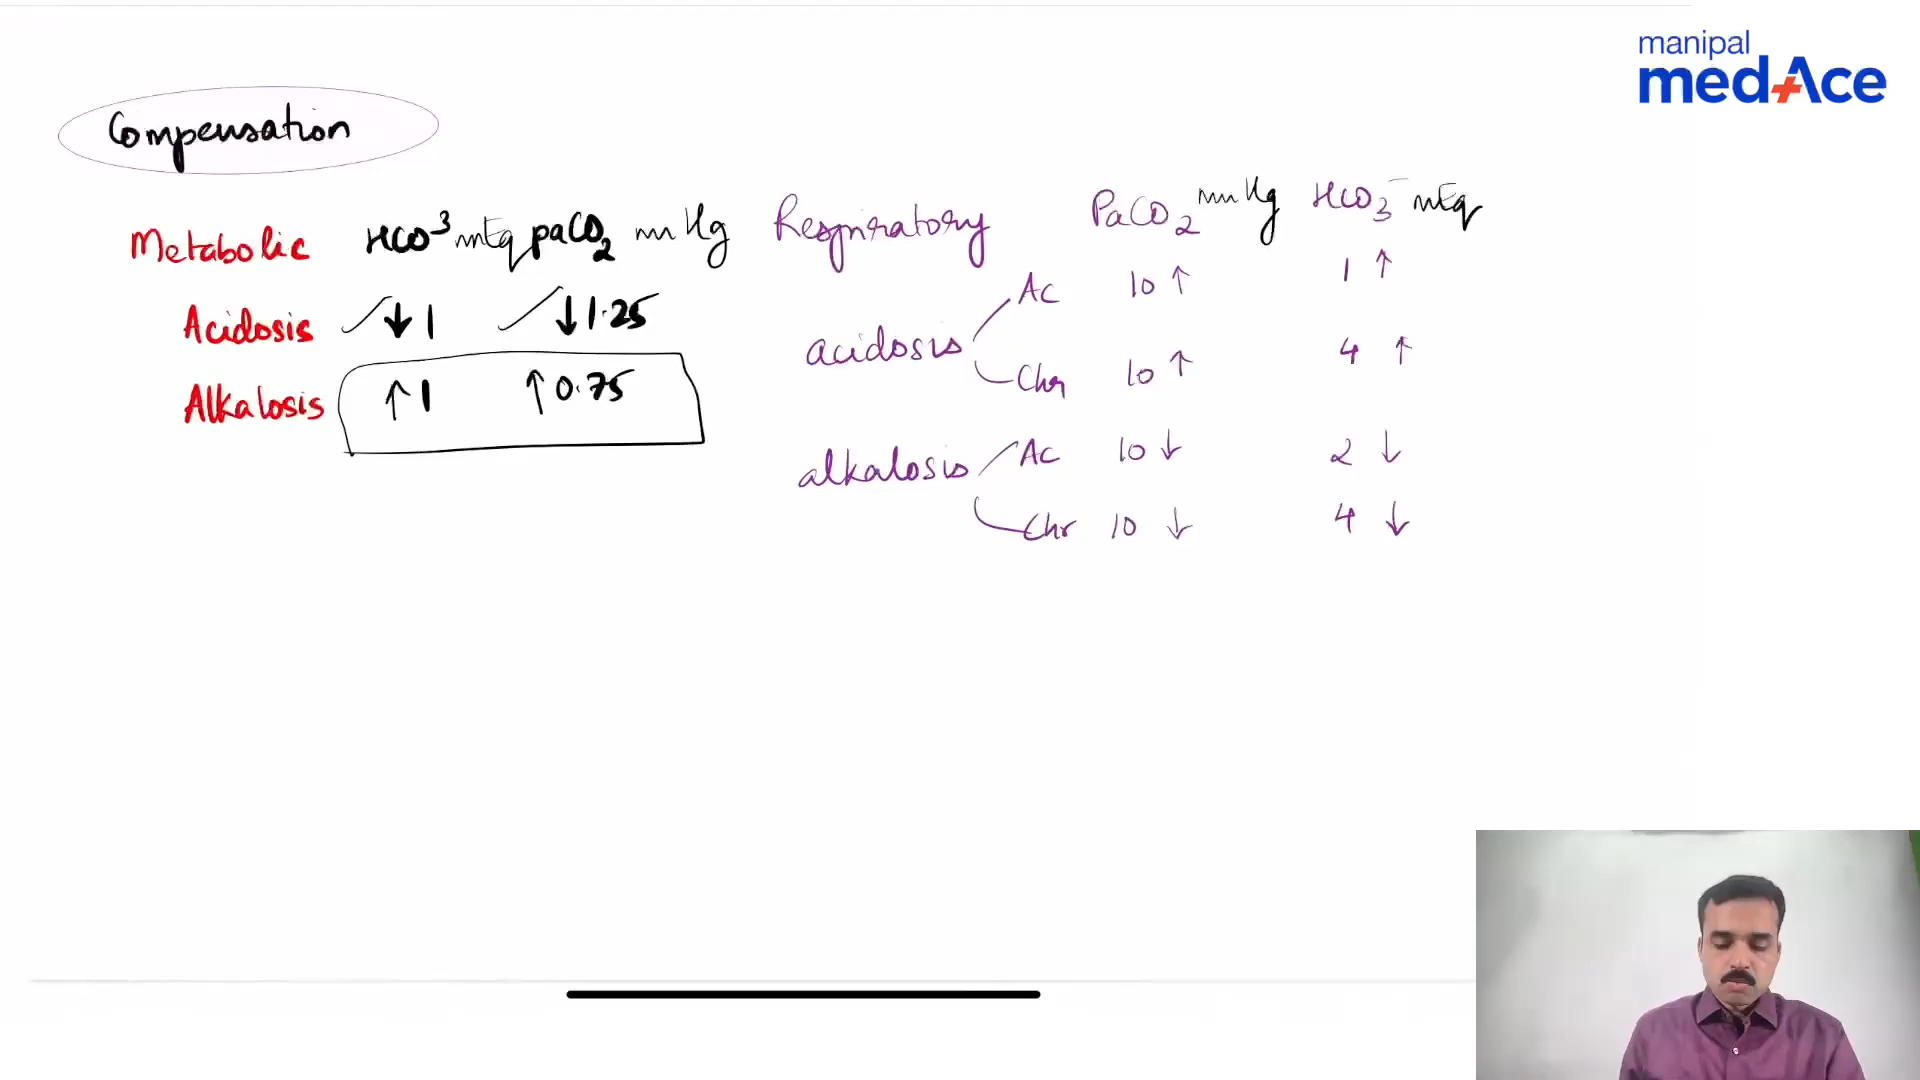 manipal
medAce
Compensation
Metabolic HCO³ mEq paCO₂ mmHg
Acidosis ↓ 1 ↓ 1.25
Alkalosis ↑ 1 ↑ 0.75
Respiratory PaCO₂ mmHg HCO₃⁻ mEq
acidosis
Ac 10 ↑ 1 ↑
Chr 10 ↑ 4 ↑
alkalosis
Ac 10 ↓ 2 ↓
Chr 10 ↓ 4 ↓